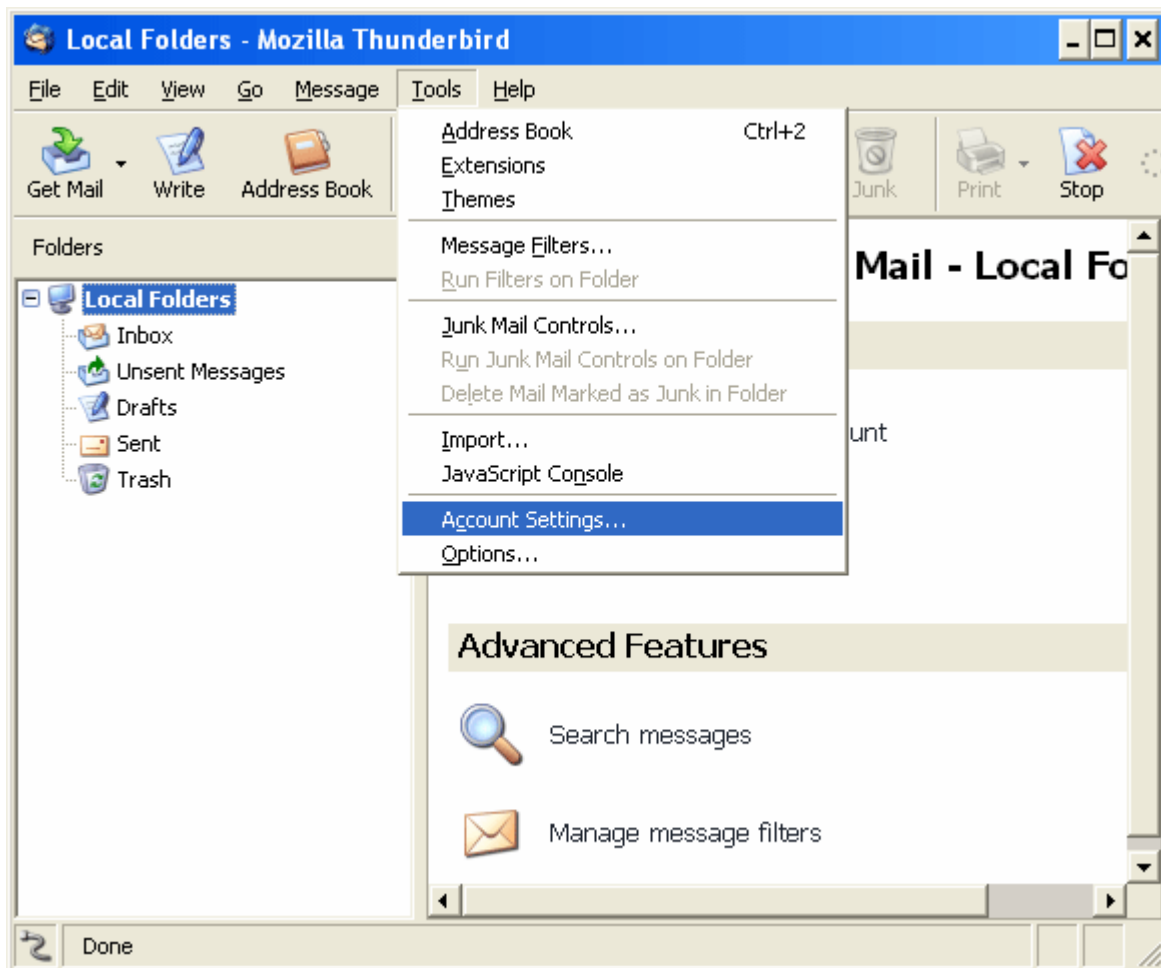 Local Folders - Mozilla Thunderbird
File Edit View Go Message Tools Help
Get Mail Write Address Book Junk Print Stop
Address Book Ctrl+2
Extensions
Themes
Message Filters...
Run Filters on Folder
Junk Mail Controls...
Run Junk Mail Controls on Folder
Delete Mail Marked as Junk in Folder
Import...
JavaScript Console
Account Settings...
Options...
Folders
Local Folders
Inbox
Unsent Messages
Drafts
Sent
Trash
Mail - Local Fo
unt
Advanced Features
Search messages
Manage message filters
Done